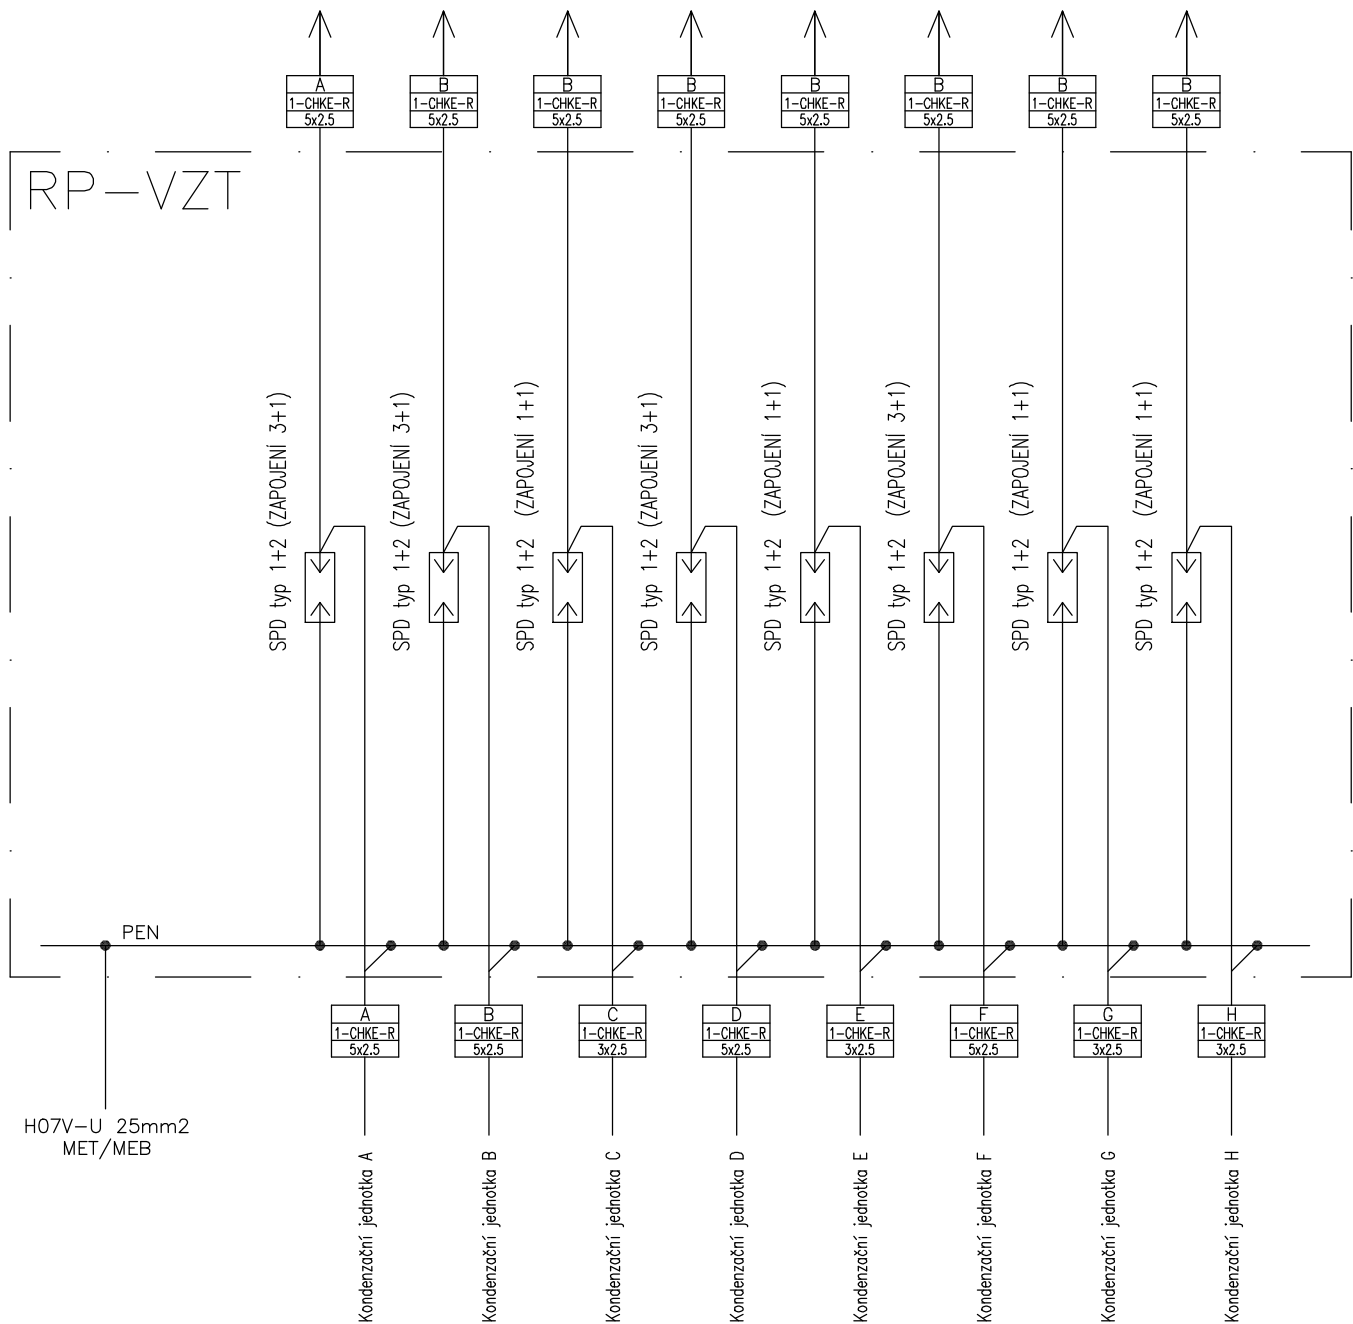 A
1-CHKE-R
5x2.5
B
1-CHKE-R
5x2.5
B
1-CHKE-R
5x2.5
B
1-CHKE-R
5x2.5
B
1-CHKE-R
5x2.5
B
1-CHKE-R
5x2.5
B
1-CHKE-R
5x2.5
B
1-CHKE-R
5x2.5
RP-VZT
SPD typ 1+2 (ZAPOJENÍ 3+1)
SPD typ 1+2 (ZAPOJENÍ 3+1)
SPD typ 1+2 (ZAPOJENÍ 1+1)
SPD typ 1+2 (ZAPOJENÍ 3+1)
SPD typ 1+2 (ZAPOJENÍ 1+1)
SPD typ 1+2 (ZAPOJENÍ 3+1)
SPD typ 1+2 (ZAPOJENÍ 1+1)
SPD typ 1+2 (ZAPOJENÍ 1+1)
PEN
A
1-CHKE-R
5x2.5
B
1-CHKE-R
5x2.5
C
1-CHKE-R
3x2.5
D
1-CHKE-R
5x2.5
E
1-CHKE-R
3x2.5
F
1-CHKE-R
5x2.5
G
1-CHKE-R
3x2.5
H
1-CHKE-R
3x2.5
H07V-U 25mm2
MET/MEB
Kondenzační jednotka A
Kondenzační jednotka B
Kondenzační jednotka C
Kondenzační jednotka D
Kondenzační jednotka E
Kondenzační jednotka F
Kondenzační jednotka G
Kondenzační jednotka H